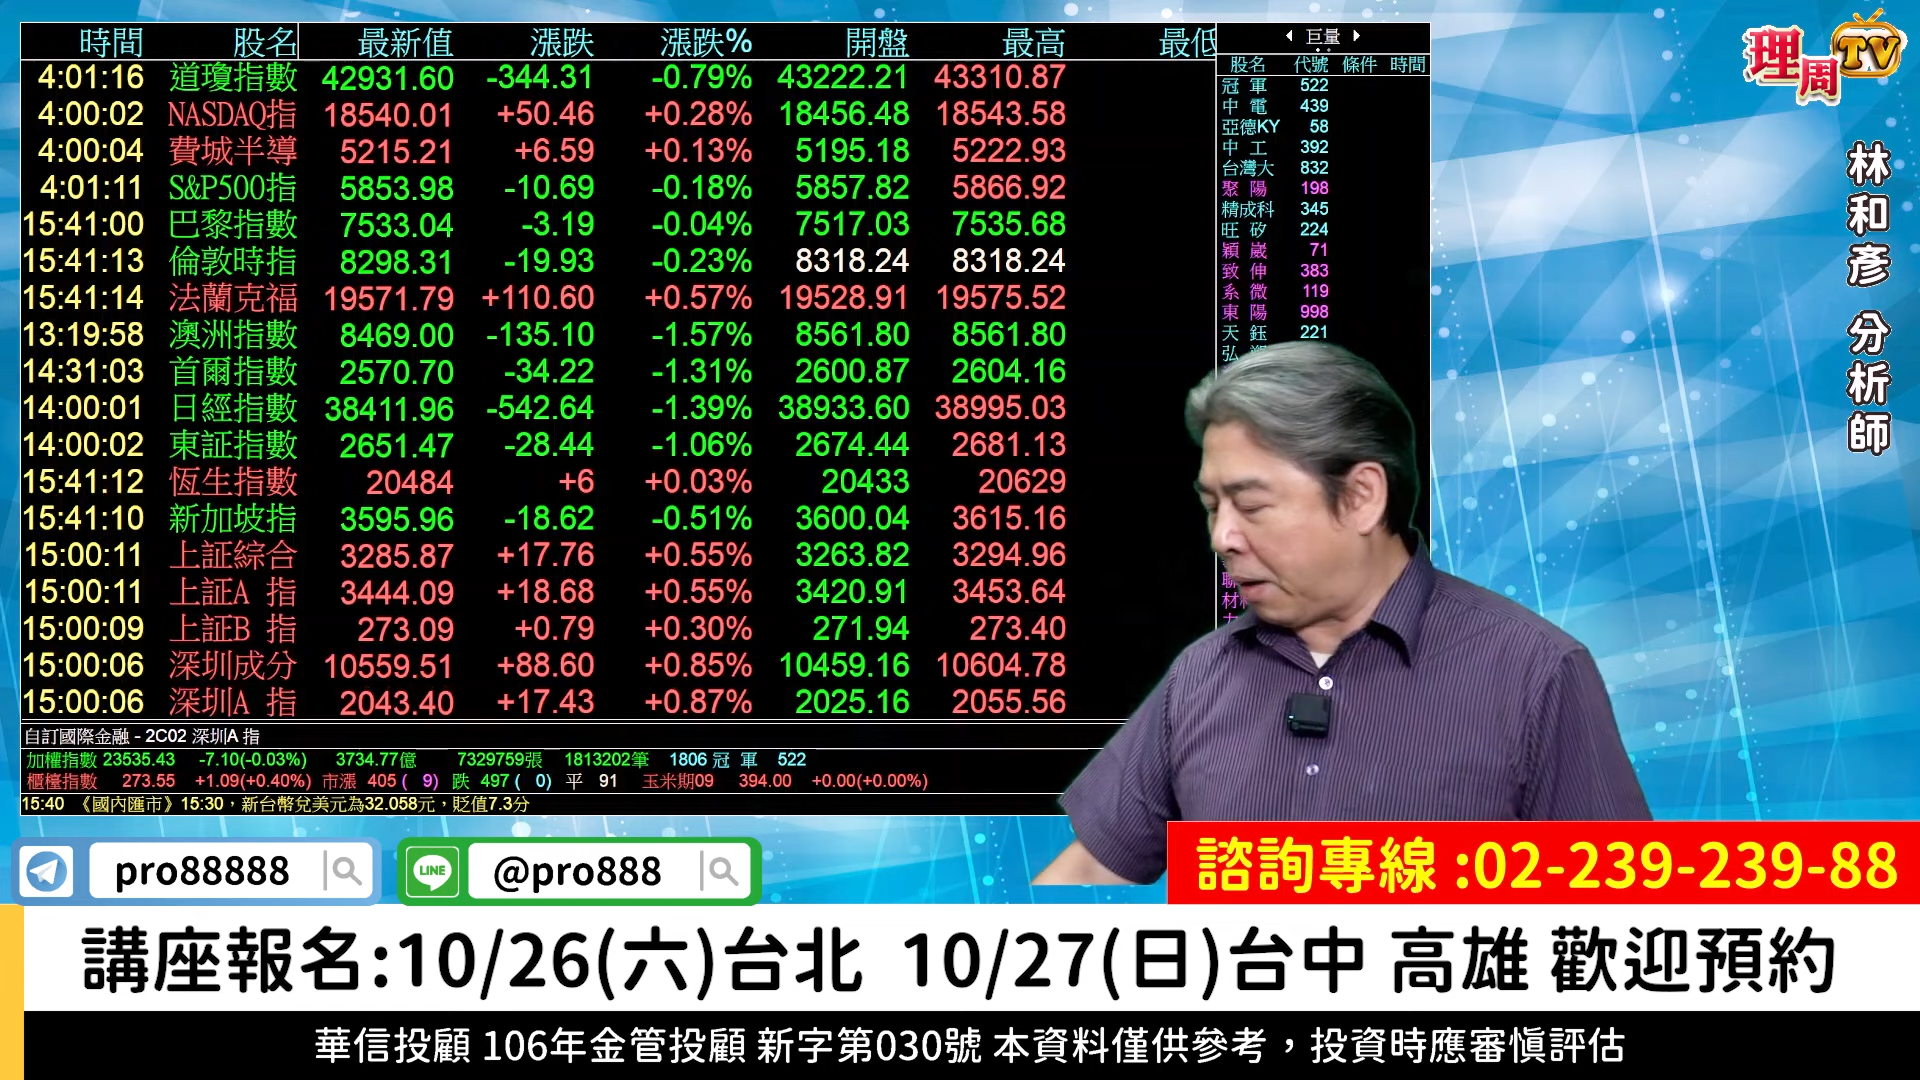 時間 股名 最新值 漲跌 漲跌% 開盤 最高 最低
4:01:16 道瓊指數 42931.60 -344.31 -0.79% 43222.21 43310.87
4:00:02 NASDAQ指 18540.01 +50.46 +0.28% 18456.48 18543.58
4:00:04 費城半導 5215.21 +6.59 +0.13% 5195.18 5222.93
4:01:11 S&P500指 5853.98 -10.69 -0.18% 5857.82 5866.92
15:41:00 巴黎指數 7533.04 -3.19 -0.04% 7517.03 7535.68
15:41:13 倫敦時指 8298.31 -19.93 -0.23% 8318.24 8318.24
15:41:14 法蘭克福 19571.79 +110.60 +0.57% 19528.91 19575.52
13:19:58 澳洲指數 8469.00 -135.10 -1.57% 8561.80 8561.80
14:31:03 首爾指數 2570.70 -34.22 -1.31% 2600.87 2604.16
14:00:01 日經指數 38411.96 -542.64 -1.39% 38933.60 38995.03
14:00:02 東証指數 2651.47 -28.44 -1.06% 2674.44 2681.13
15:41:12 恆生指數 20484 +6 +0.03% 20433 20629
15:41:10 新加坡指 3595.96 -18.62 -0.51% 3600.04 3615.16
15:00:11 上証綜合 3285.87 +17.76 +0.55% 3263.82 3294.96
15:00:11 上証A 指 3444.09 +18.68 +0.55% 3420.91 3453.64
15:00:09 上証B 指 273.09 +0.79 +0.30% 271.94 273.40
15:00:06 深圳成分 10559.51 +88.60 +0.85% 10459.16 10604.78
15:00:06 深圳A 指 2043.40 +17.43 +0.87% 2025.16 2055.56
自訂國際金融 - 2C02 深圳A 指
加權指數 23535.43 -7.10(-0.03%) 3734.77億 7329759張 1813202筆 1806 冠 軍 522
櫃檯指數 273.55 +1.09(+0.40%) 市漲 405 ( 9) 跌 497 ( 0) 平 91 玉米期09 394.00 +0.00(+0.00%)
15:40 《國內匯市》15:30，新台幣兌美元為32.058元，貶值7.3分
巨量
股名 代號 條件 時間
冠 軍 522
中 電 439
亞德KY 58
中 工 392
台灣大 832
聚 陽 198
精成科 345
旺 矽 224
穎 崴 71
致 伸 383
系 微 119
東 陽 998
天 鈺 221
弘
聯
材
理周TV
林和彥 分析師
pro88888
LINE
@pro888
諮詢專線 :02-239-239-88
講座報名:10/26(六)台北 10/27(日)台中 高雄 歡迎預約
華信投顧 106年金管投顧 新字第030號 本資料僅供參考，投資時應審慎評估